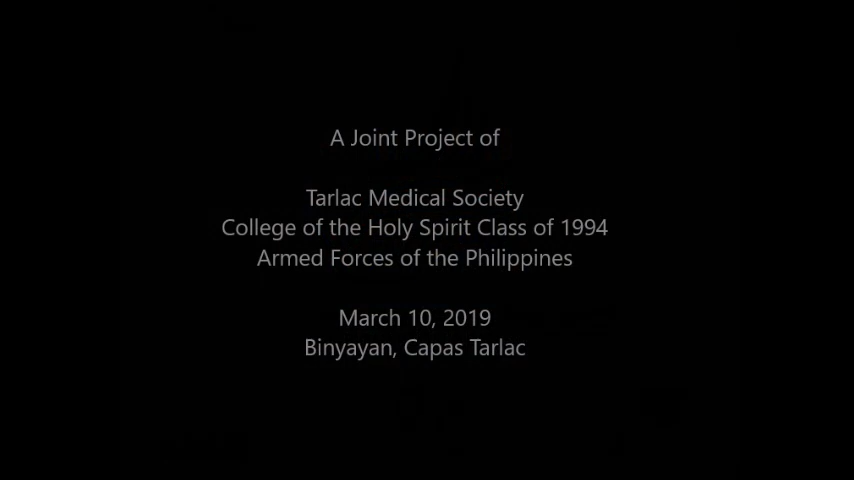 A Joint Project of
Tarlac Medical Society
College of the Holy Spirit Class of 1994
Armed Forces of the Philippines
March 10, 2019
Binyayan, Capas Tarlac